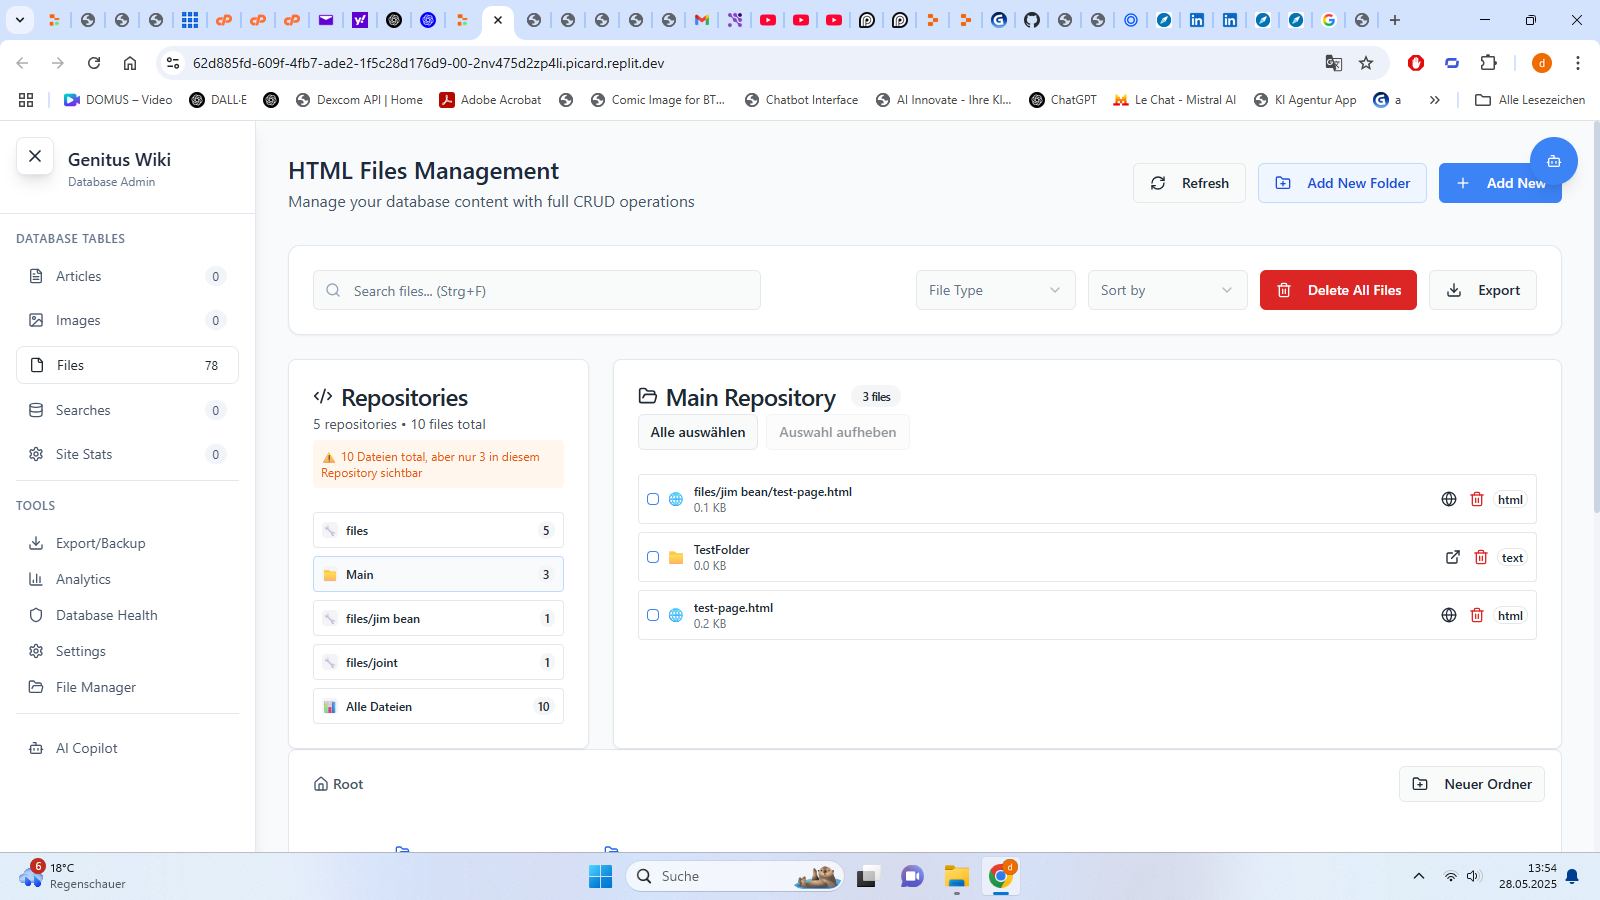 62d885fd-609f-4fb7-ade2-1f5c28d176d9-00-2nv475d2zp4li.picard.replit.dev
d
DOMUS – Video
DALL·E
Dexcom API | Home
Adobe Acrobat
Comic Image for BT...
Chatbot Interface
AI Innovate - Ihre KI...
ChatGPT
Le Chat - Mistral AI
KI Agentur App
a
Alle Lesezeichen
Genitus Wiki
Database Admin
DATABASE TABLES
Articles 0
Images 0
Files 78
Searches 0
Site Stats 0
TOOLS
Export/Backup
Analytics
Database Health
Settings
File Manager
AI Copilot
HTML Files Management
Manage your database content with full CRUD operations
Refresh
Add New Folder
Add New
Search files... (Strg+F)
File Type
Sort by
Delete All Files
Export
Repositories
5 repositories • 10 files total
10 Dateien total, aber nur 3 in diesem
Repository sichtbar
files 5
Main 3
files/jim bean 1
files/joint 1
Alle Dateien 10
Main Repository 3 files
Alle auswählen
Auswahl aufheben
files/jim bean/test-page.html
0.1 KB
html
TestFolder
0.0 KB
text
test-page.html
0.2 KB
html
Root
Neuer Ordner
6
18°C
Regenschauer
Suche
d
13:54
28.05.2025